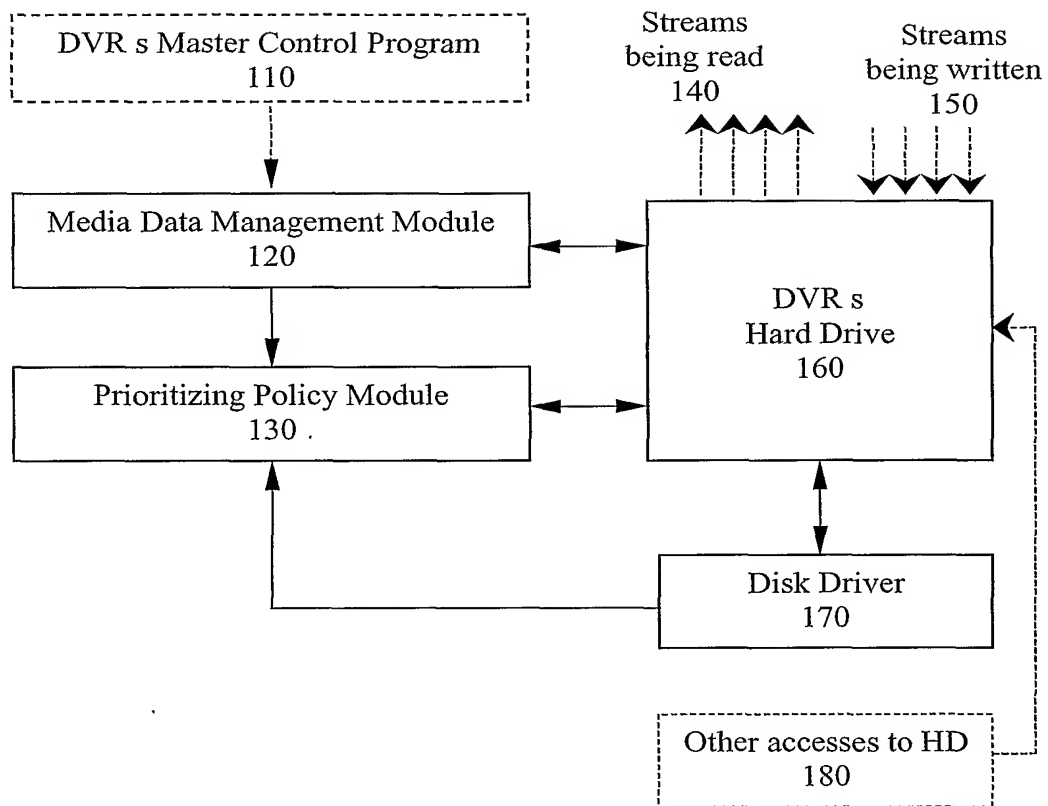 DVR s Master Control Program
110
Streams
being read
140
Streams
being written
150
Media Data Management Module
120
DVR s
Hard Drive
160
Prioritizing Policy Module
130
Disk Driver
170
Other accesses to HD
180